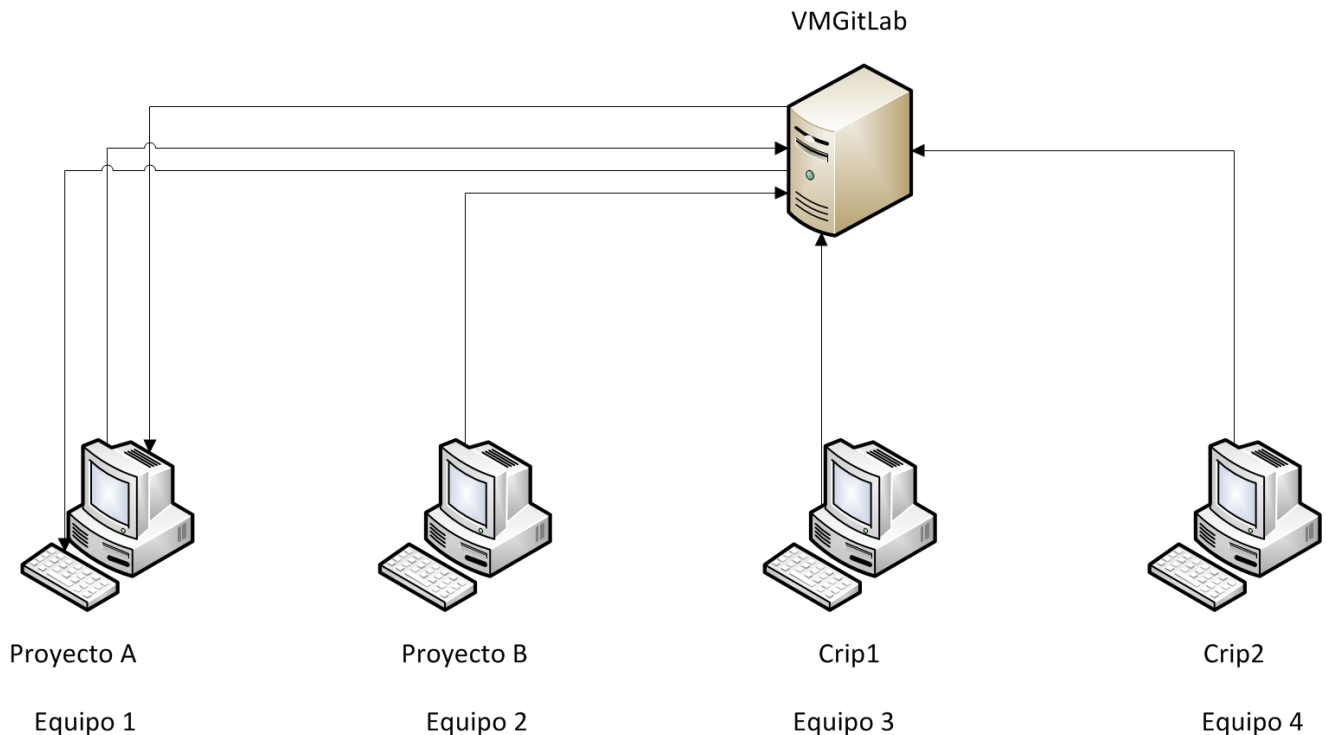 VMGitLab
Proyecto A
Proyecto B
Crip1
Crip2
Equipo 1
Equipo 2
Equipo 3
Equipo 4